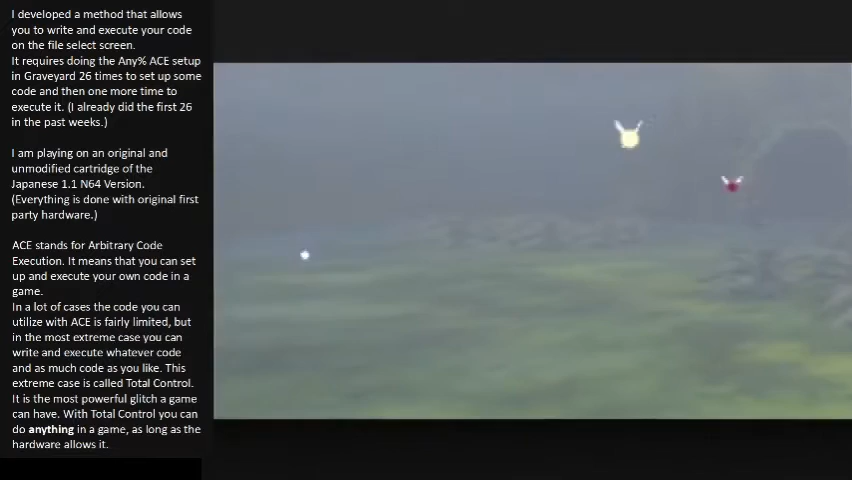 I developed a method that allows
you to write and execute your code
on the file select screen.
It requires doing the Any% ACE setup
in Graveyard 26 times to set up some
code and then one more time to
execute it. (I already did the first 26
in the past weeks.)
I am playing on an original and
unmodified cartridge of the
Japanese 1.1 N64 Version.
(Everything is done with original first
party hardware.)
ACE stands for Arbitrary Code
Execution. It means that you can set
up and execute your own code in a
game.
In a lot of cases the code you can
utilize with ACE is fairly limited, but
in the most extreme case you can
write and execute whatever code
and as much code as you like. This
extreme case is called Total Control.
It is the most powerful glitch a game
can have. With Total Control you can
do anything in a game, as long as the
hardware allows it.